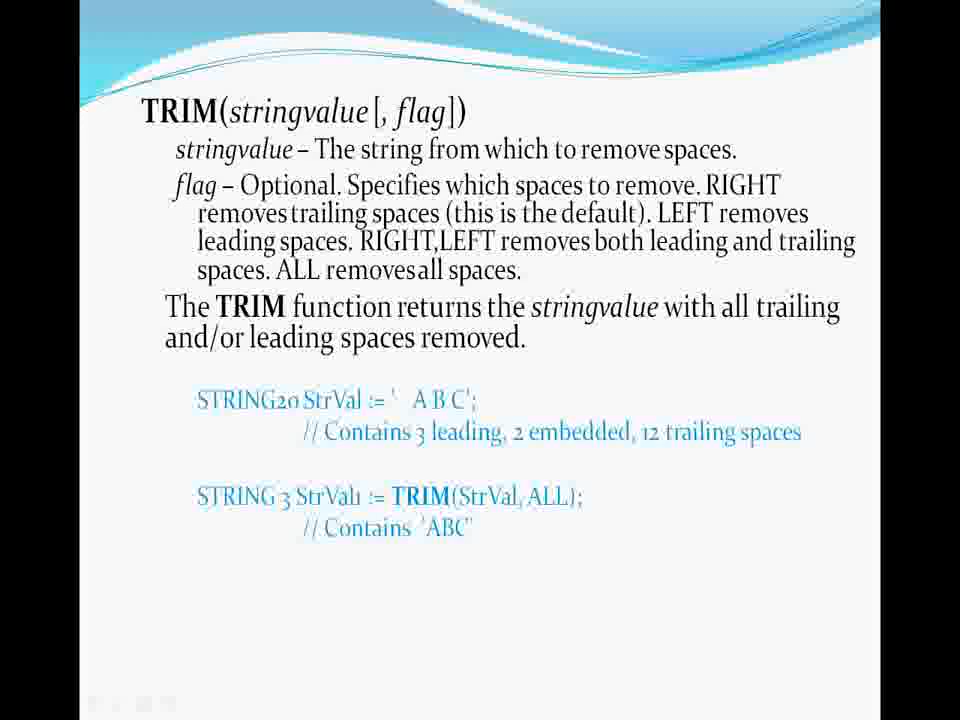 TRIM(stringvalue [, flag])
stringvalue – The string from which to remove spaces.
flag – Optional. Specifies which spaces to remove. RIGHT
removes trailing spaces (this is the default). LEFT removes
leading spaces. RIGHT,LEFT removes both leading and trailing
spaces. ALL removes all spaces.
The TRIM function returns the stringvalue with all trailing
and/or leading spaces removed.
STRING20 StrVal := '   A B C';
// Contains 3 leading, 2 embedded, 12 trailing spaces
STRING 3 StrVal1 := TRIM(StrVal, ALL);
// Contains 'ABC''